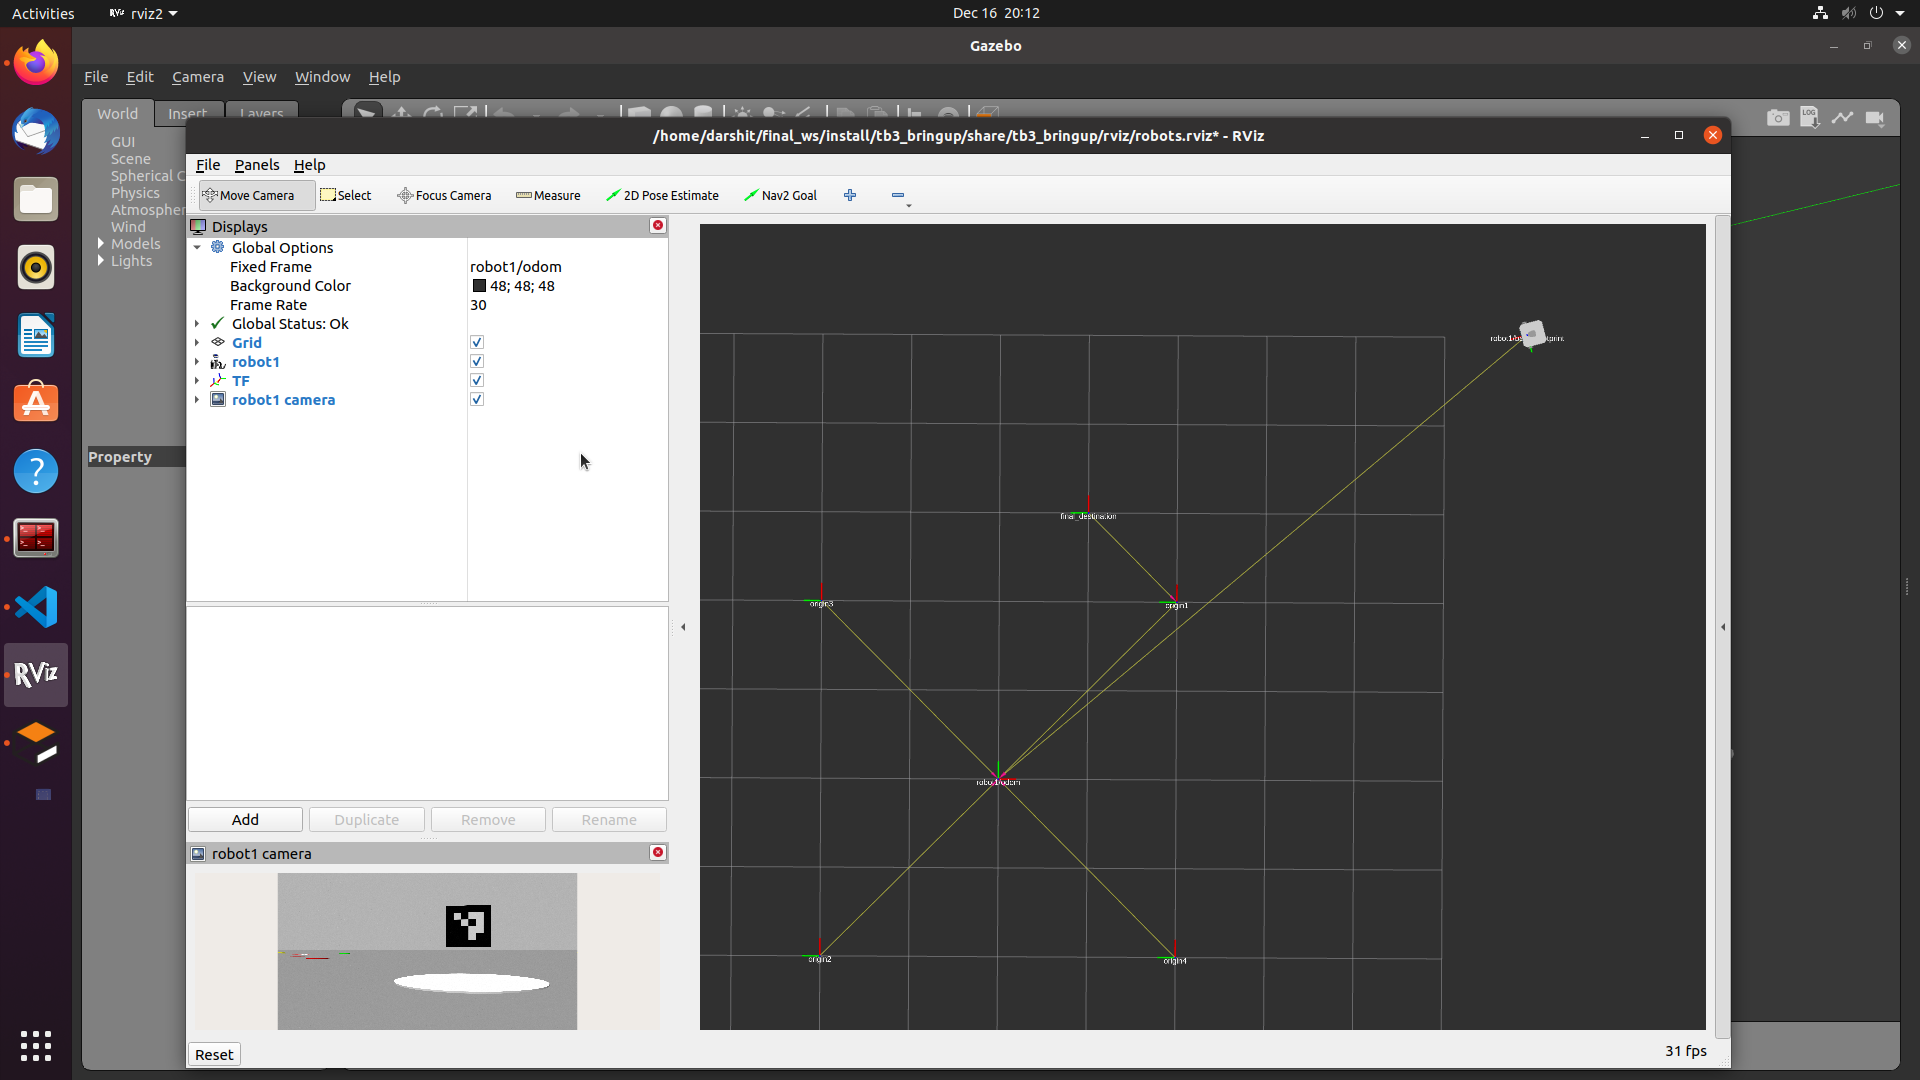 Activities
RViz rviz2
Dec 16 20:12
Gazebo
File Edit Camera View Window Help
World Insert Layers
GUI
Scene
Spherical C
Physics
Atmospher
Wind
Models
Lights
Property
LOG
/home/darshit/final_ws/install/tb3_bringup/share/tb3_bringup/rviz/robots.rviz* - RViz
File Panels Help
Move Camera Select Focus Camera Measure 2D Pose Estimate Nav2 Goal
Displays
Global Options
Fixed Frame robot1/odom
Background Color 48; 48; 48
Frame Rate 30
Global Status: Ok
Grid
robot1
TF
robot1 camera
Add Duplicate Remove Rename
robot1 camera
Reset
31 fps
final_destination
origin3
origin1
robot1/odom
origin2
origin4
RViz